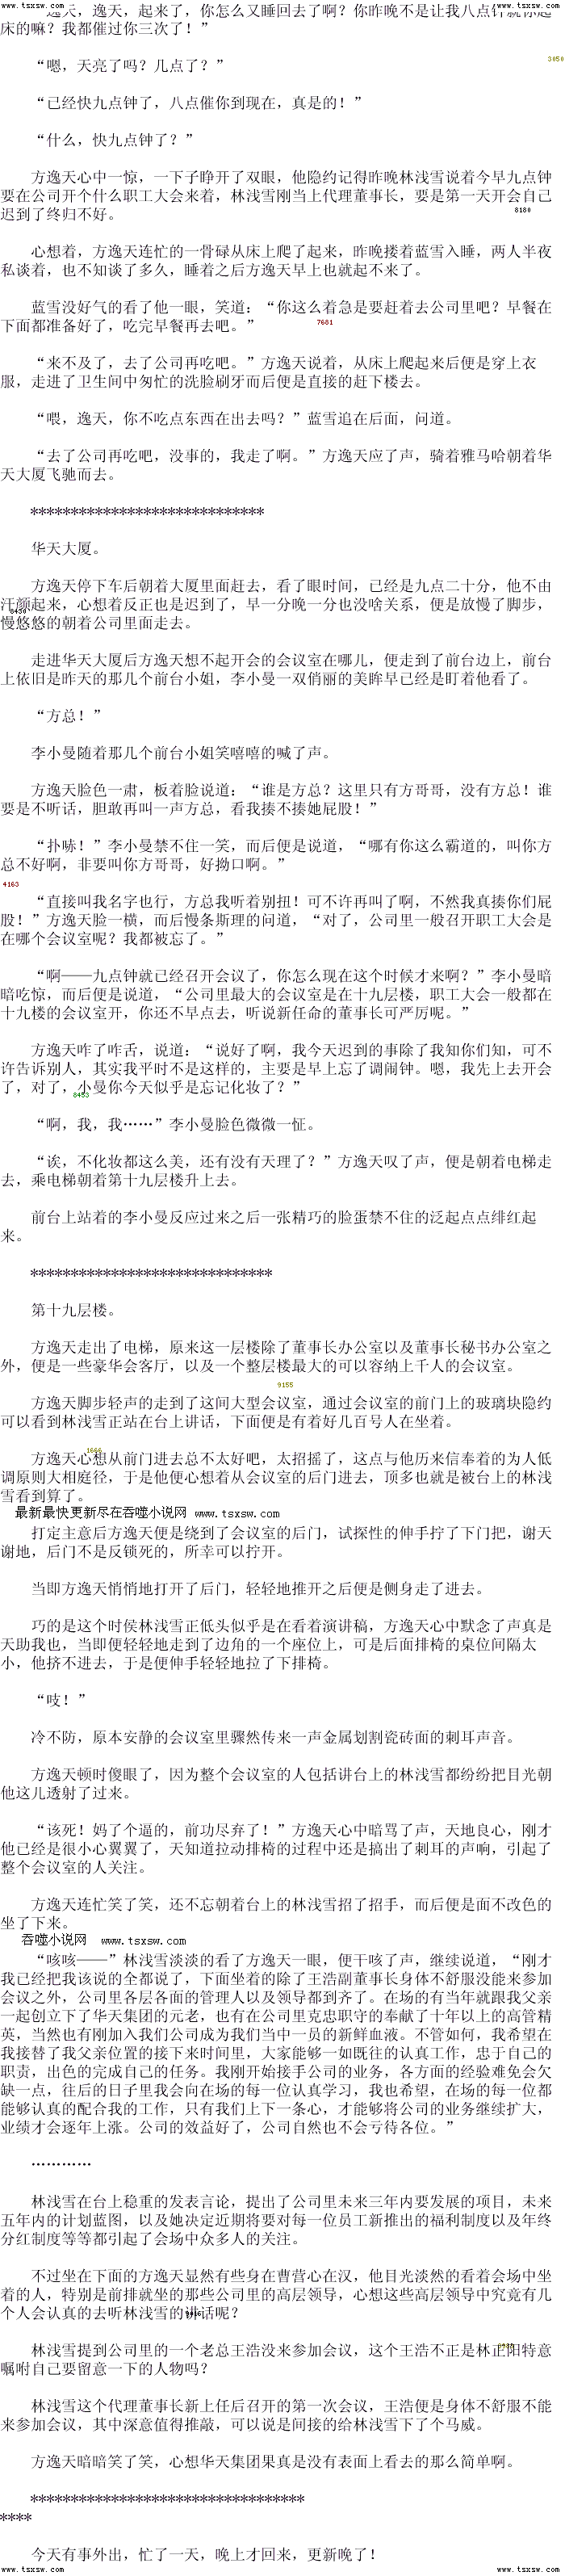 www.tsxsw.com www.tsxsw.com
逸天，逸天，起来了，你怎么又睡回去了啊？你昨晚不是让我八点钟就你起
床的嘛？我都催过你三次了！”
“嗯，天亮了吗？几点了？”
3050
“已经快九点钟了，八点催你到现在，真是的！”
“什么，快九点钟了？”
方逸天心中一惊，一下子睁开了双眼，他隐约记得昨晚林浅雪说着今早九点钟
要在公司开个什么职工大会来着，林浅雪刚当上代理董事长，要是第一天开会自己
迟到了终归不好。
8180
心想着，方逸天连忙的一骨碌从床上爬了起来，昨晚搂着蓝雪入睡，两人半夜
私谈着，也不知谈了多久，睡着之后方逸天早上也就起不来了。
蓝雪没好气的看了他一眼，笑道：“你这么着急是要赶着去公司里吧？早餐在
下面都准备好了，吃完早餐再去吧。”
7681
“来不及了，去了公司再吃吧。”方逸天说着，从床上爬起来后便是穿上衣
服，走进了卫生间中匆忙的洗脸刷牙而后便是直接的赶下楼去。
“喂，逸天，你不吃点东西在出去吗？”蓝雪追在后面，问道。
“去了公司再吃吧，没事的，我走了啊。”方逸天应了声，骑着雅马哈朝着华
天大厦飞驰而去。
*****************************
华天大厦。
方逸天停下车后朝着大厦里面赶去，看了眼时间，已经是九点二十分，他不由
汗颜起来，心想着反正也是迟到了，早一分晚一分也没啥关系，便是放慢了脚步，
慢悠悠的朝着公司里面走去。
走进华天大厦后方逸天想不起开会的会议室在哪儿，便走到了前台边上，前台
上依旧是昨天的那几个前台小姐，李小曼一双俏丽的美眸早已经是盯着他看了。
“方总！”
李小曼随着那几个前台小姐笑嘻嘻的喊了声。
方逸天脸色一肃，板着脸说道：“谁是方总？这里只有方哥哥，没有方总！谁
要是不听话，胆敢再叫一声方总，看我揍不揍她屁股！”
“扑哧！”李小曼禁不住一笑，而后便是说道，“哪有你这么霸道的，叫你方
总不好啊，非要叫你方哥哥，好拗口啊。”
4163
“直接叫我名字也行，方总我听着别扭！可不许再叫了啊，不然我真揍你们屁
股！”方逸天脸一横，而后慢条斯理的问道，“对了，公司里一般召开职工大会是
在哪个会议室呢？我都被忘了。”
“啊——九点钟就已经召开会议了，你怎么现在这个时候才来啊？”李小曼暗
暗吃惊，而后便是说道，“公司里最大的会议室是在十九层楼，职工大会一般都在
十九楼的会议室开，你还不早点去，听说新任命的董事长可严厉呢。”
方逸天咋了咋舌，说道：“说好了啊，我今天迟到的事除了我知你们知，可不
许告诉别人，其实我平时不是这样的，主要是早上忘了调闹钟。嗯，我先上去开会
了，对了，小曼你今天似乎是忘记化妆了？”
8453
“啊，我，我……”李小曼脸色微微一怔。
“诶，不化妆都这么美，还有没有天理了？”方逸天叹了声，便是朝着电梯走
去，乘电梯朝着第十九层楼升上去。
前台上站着的李小曼反应过来之后一张精巧的脸蛋禁不住的泛起点点绯红起
来。
******************************
第十九层楼。
方逸天走出了电梯，原来这一层楼除了董事长办公室以及董事长秘书办公室之
外，便是一些豪华会客厅，以及一个整层楼最大的可以容纳上千人的会议室。
9155
方逸天脚步轻声的走到了这间大型会议室，通过会议室的前门上的玻璃块隐约
可以看到林浅雪正站在台上讲话，下面便是有着好几百号人在坐着。
1666
方逸天心想从前门进去总不太好吧，太招摇了，这点与他历来信奉着的为人低
调原则大相庭径，于是他便心想着从会议室的后门进去，顶多也就是被台上的林浅
雪看到算了。
最新最快更新尽在吞噬小说网 www.tsxsw.com
打定主意后方逸天便是绕到了会议室的后门，试探性的伸手拧了下门把，谢天
谢地，后门不是反锁死的，所幸可以拧开。
当即方逸天悄悄地打开了后门，轻轻地推开之后便是侧身走了进去。
巧的是这个时侯林浅雪正低头似乎是在看着演讲稿，方逸天心中默念了声真是
天助我也，当即便轻轻地走到了边角的一个座位上，可是后面排椅的桌位间隔太
小，他挤不进去，于是便伸手轻轻地拉了下排椅。
“吱！”
冷不防，原本安静的会议室里骤然传来一声金属划割瓷砖面的刺耳声音。
方逸天顿时傻眼了，因为整个会议室的人包括讲台上的林浅雪都纷纷把目光朝
他这儿透射了过来。
“该死！妈了个逼的，前功尽弃了！”方逸天心中暗骂了声，天地良心，刚才
他已经是很小心翼翼了，天知道拉动排椅的过程中还是搞出了刺耳的声响，引起了
整个会议室的人关注。
方逸天连忙笑了笑，还不忘朝着台上的林浅雪招了招手，而后便是面不改色的
坐了下来。
吞噬小说网 www.tsxsw.com
“咳咳——”林浅雪淡淡的看了方逸天一眼，便干咳了声，继续说道，“刚才
我已经把我该说的全都说了，下面坐着的除了王浩副董事长身体不舒服没能来参加
会议之外，公司里各层各面的管理人以及领导都到齐了。在场的有当年就跟我父亲
一起创立下了华天集团的元老，也有在公司里克忠职守的奉献了十年以上的高管精
英，当然也有刚加入我们公司成为我们当中一员的新鲜血液。不管如何，我希望在
我接替了我父亲位置的接下来时间里，大家能够一如既往的认真工作，忠于自己的
职责，出色的完成自己的任务。我刚开始接手公司的业务，各方面的经验难免会欠
缺一点，往后的日子里我会向在场的每一位认真学习，我也希望，在场的每一位都
能够认真的配合我的工作，只有我们上下一条心，才能够将公司的业务继续扩大，
业绩才会逐年上涨。公司的效益好了，公司自然也不会亏待各位。”
…………
林浅雪在台上稳重的发表言论，提出了公司里未来三年内要发展的项目，未来
五年内的计划蓝图，以及她决定近期将要对每一位员工新推出的福利制度以及年终
分红制度等等都引起了会场中众多人的关注。
不过坐在下面的方逸天显然有些身在曹营心在汉，他目光淡然的看着会场中坐
着的人，特别是前排就坐的那些公司里的高层领导，心想这些高层领导中究竟有几
个人会认真的去听林浅雪的讲话呢？
林浅雪提到公司里的一个老总王浩没来参加会议，这个王浩不正是林正阳特意
嘱咐自己要留意一下的人物吗？
林浅雪这个代理董事长新上任后召开的第一次会议，王浩便是身体不舒服不能
来参加会议，其中深意值得推敲，可以说是间接的给林浅雪下了个马威。
方逸天暗暗笑了笑，心想华天集团果真是没有表面上看去的那么简单啊。
**********************************
****
今天有事外出，忙了一天，晚上才回来，更新晚了！
www.tsxsw.com www.tsxsw.com